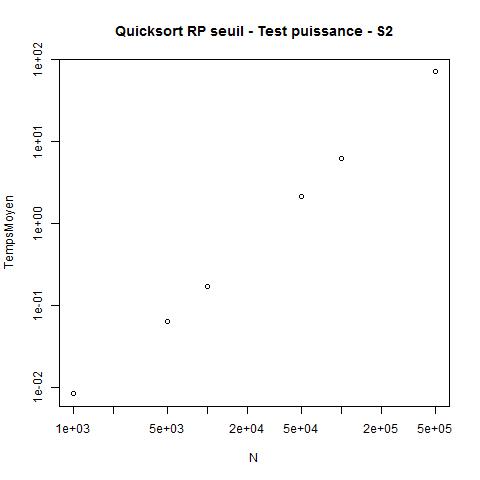 Quicksort RP seuil - Test puissance - S2
TempsMoyen
1e+02
1e+01
1e+00
1e-01
1e-02
1e+03 5e+03 2e+04 5e+04 2e+05 5e+05
N